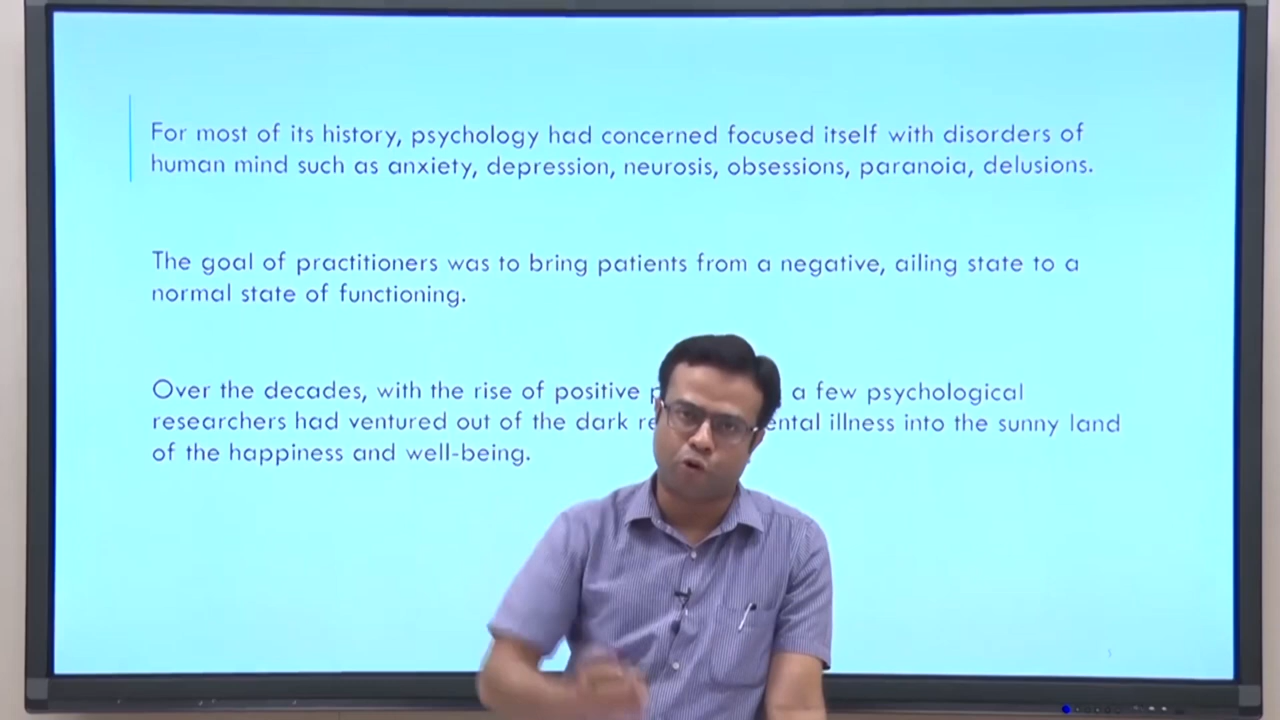 For most of its history, psychology had concerned focused itself with disorders of
human mind such as anxiety, depression, neurosis, obsessions, paranoia, delusions.
The goal of practitioners was to bring patients from a negative, ailing state to a
normal state of functioning.
Over the decades, with the rise of positive a few psychological
researchers had ventured out of the dark illness into the sunny land
of the happiness and well-being.